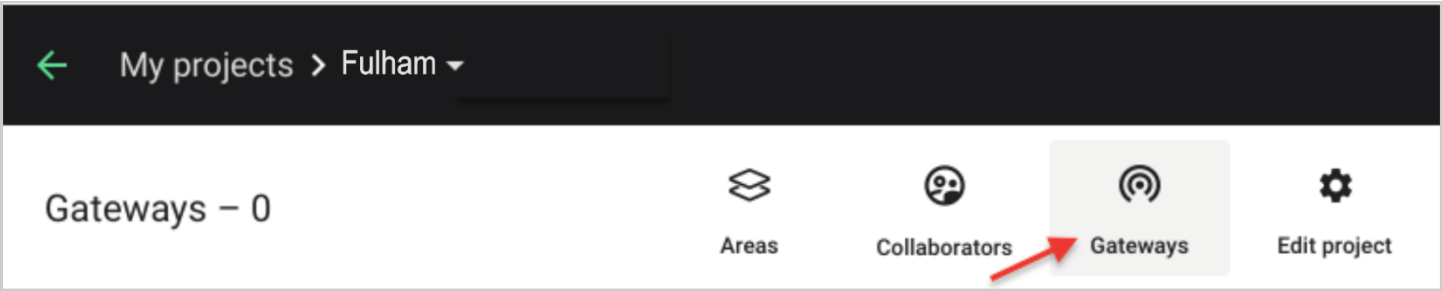 My projects > Fulham
Gateways – 0
Areas
Collaborators
Gateways
Edit project